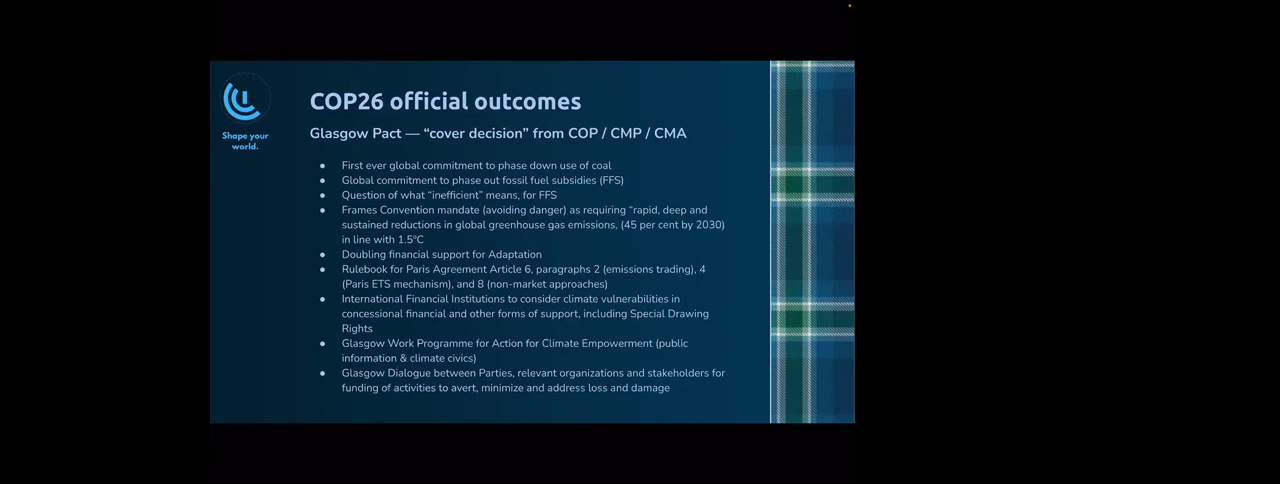 Shape your
world.
COP26 official outcomes
Glasgow Pact — “cover decision” from COP / CMP / CMA
● First ever global commitment to phase down use of coal
● Global commitment to phase out fossil fuel subsidies (FFS)
● Question of what “inefficient” means, for FFS
● Frames Convention mandate (avoiding danger) as requiring “rapid, deep and
sustained reductions in global greenhouse gas emissions, (45 per cent by 2030)
in line with 1.5ºC
● Doubling financial support for Adaptation
● Rulebook for Paris Agreement Article 6, paragraphs 2 (emissions trading), 4
(Paris ETS mechanism), and 8 (non-market approaches)
● International Financial Institutions to consider climate vulnerabilities in
concessional financial and other forms of support, including Special Drawing
Rights
● Glasgow Work Programme for Action for Climate Empowerment (public
information & climate civics)
● Glasgow Dialogue between Parties, relevant organizations and stakeholders for
funding of activities to avert, minimize and address loss and damage